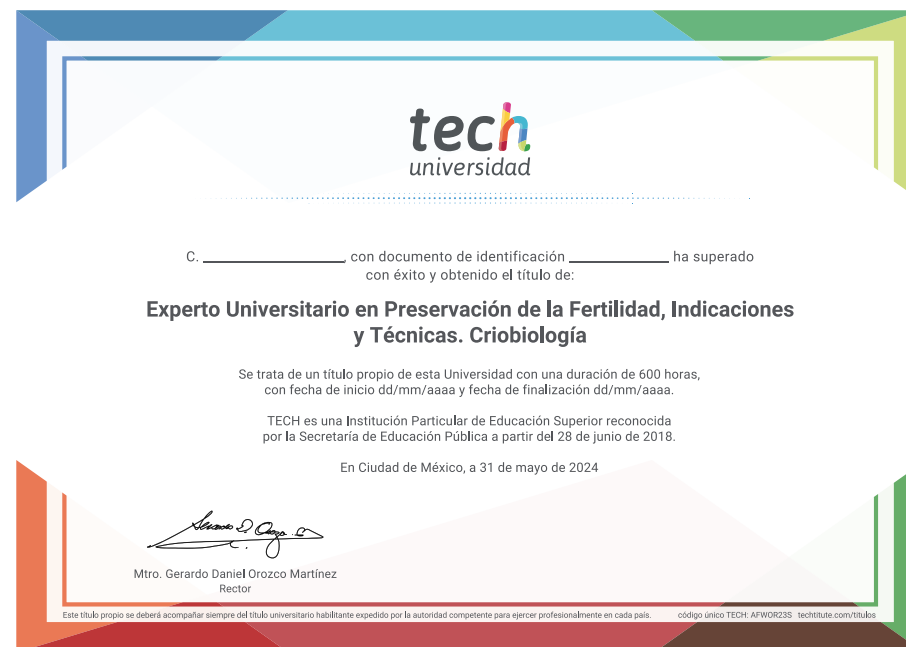 tech
universidad
C. ____________, con documento de identificación ____________ ha superado
con éxito y obtenido el título de:
Experto Universitario en Preservación de la Fertilidad, Indicaciones
y Técnicas. Criobiología
Se trata de un título propio de esta Universidad con una duración de 600 horas,
con fecha de inicio dd/mm/aaaa y fecha de finalización dd/mm/aaaa.
TECH es una Institución Particular de Educación Superior reconocida
por la Secretaría de Educación Pública a partir del 28 de junio de 2018.
En Ciudad de México, a 31 de mayo de 2024
Mtro. Gerardo Daniel Orozco Martínez
Rector
Este título propio se deberá acompañar siempre del título universitario habilitante expedido por la autoridad competente para ejercer profesionalmente en cada país. código único TECH: AFWOR23S techtitute.com/titulos